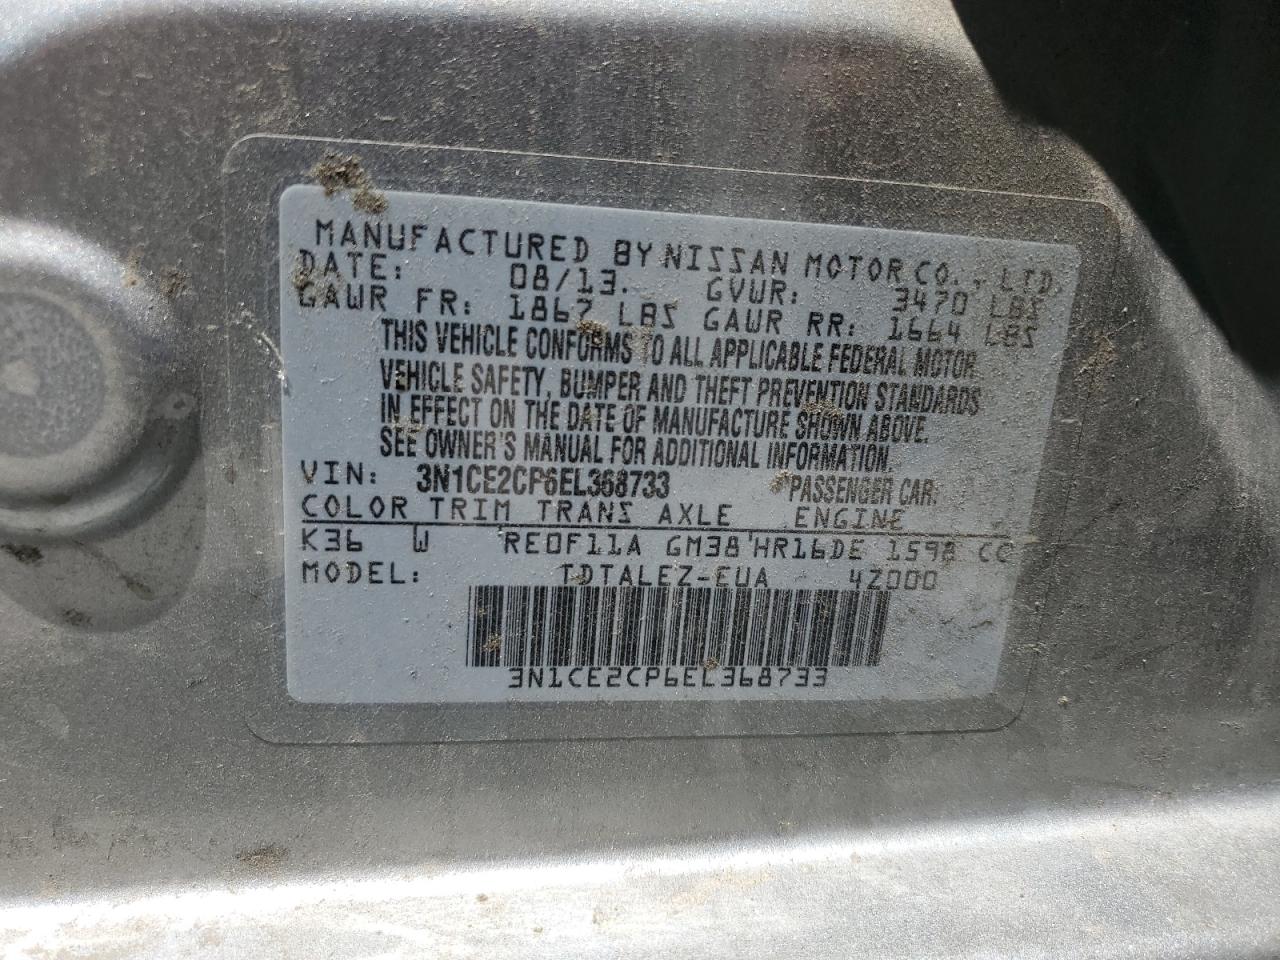 MANUFACTURED BY NISSAN MOTOR CO., LTD.
DATE: 08/13. GVWR: 3470 LBS
GAWR FR: 1867 LBS GAWR RR: 1664 LBS
THIS VEHICLE CONFORMS TO ALL APPLICABLE FEDERAL MOTOR
VEHICLE SAFETY, BUMPER AND THEFT PREVENTION STANDARDS
IN EFFECT ON THE DATE OF MANUFACTURE SHOWN ABOVE.
SEE OWNER'S MANUAL FOR ADDITIONAL INFORMATION.
VIN: 3N1CE2CP6EL368733 PASSENGER CAR:
COLOR TRIM TRANS AXLE ENGINE
K36 W RE0F11A GM38 HR16DE 1598 CC
MODEL: TDTALEZ-EUA 4Z000
3N1CE2CP6EL368733